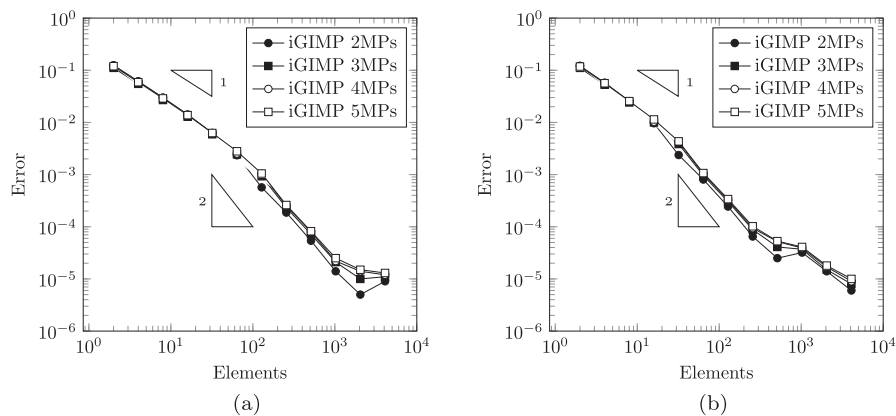 10^0
10^-1
10^-2
10^-3
10^-4
10^-5
10^-6
Error
10^0
10^1
10^2
10^3
10^4
Elements
iGIMP 2MPs
iGIMP 3MPs
iGIMP 4MPs
iGIMP 5MPs
1
2
(a)
10^0
10^-1
10^-2
10^-3
10^-4
10^-5
10^-6
Error
10^0
10^1
10^2
10^3
10^4
Elements
iGIMP 2MPs
iGIMP 3MPs
iGIMP 4MPs
iGIMP 5MPs
1
2
(b)